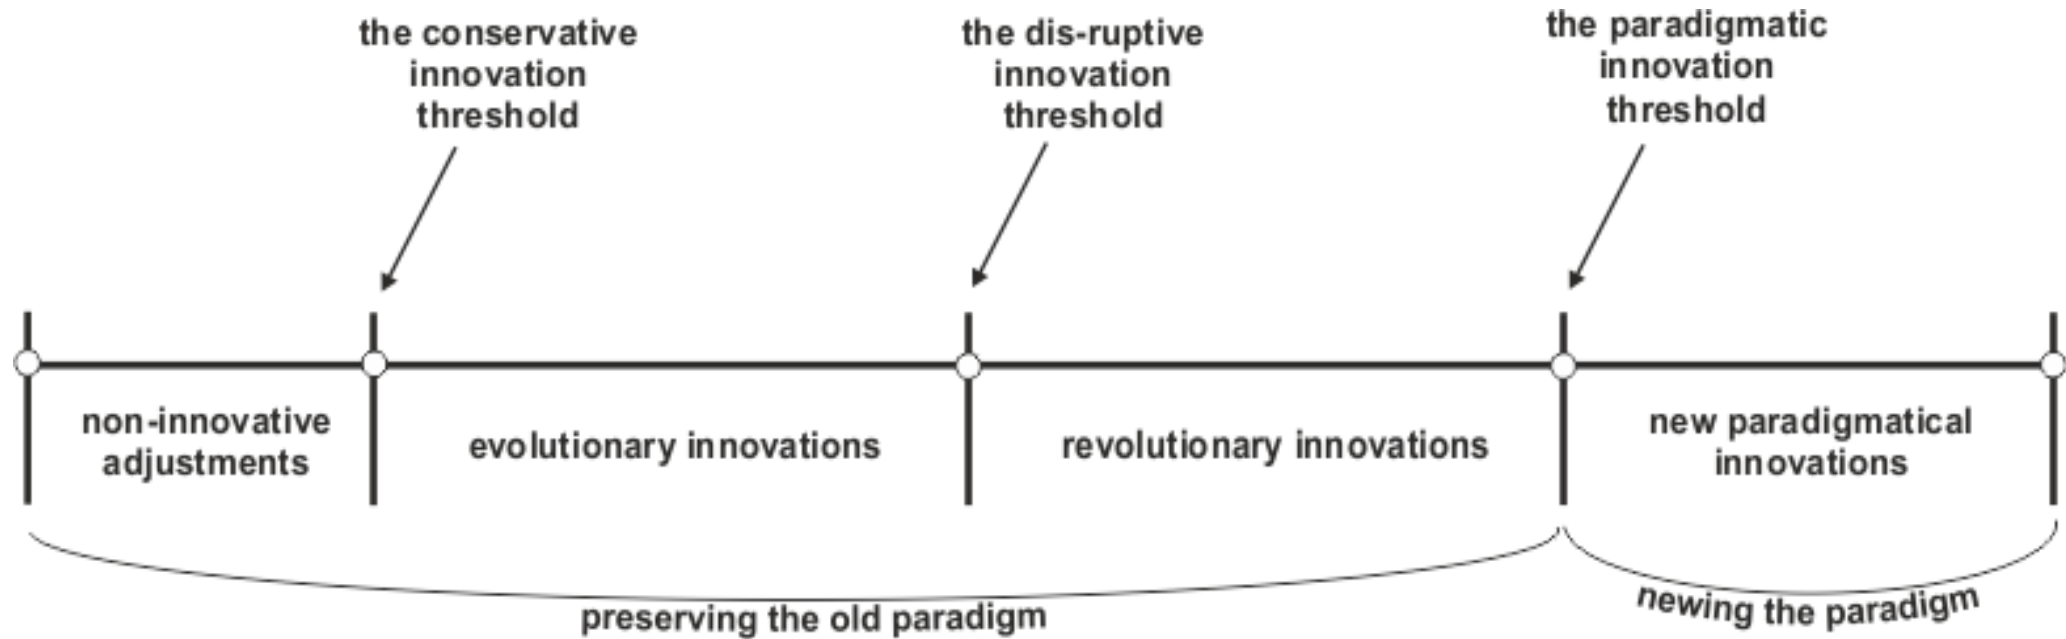 the conservative
innovation
threshold
the dis-ruptive
innovation
threshold
the paradigmatic
innovation
threshold
non-innovative
adjustments
evolutionary innovations
revolutionary innovations
new paradigmatical
innovations
preserving the old paradigm
newing the paradigm